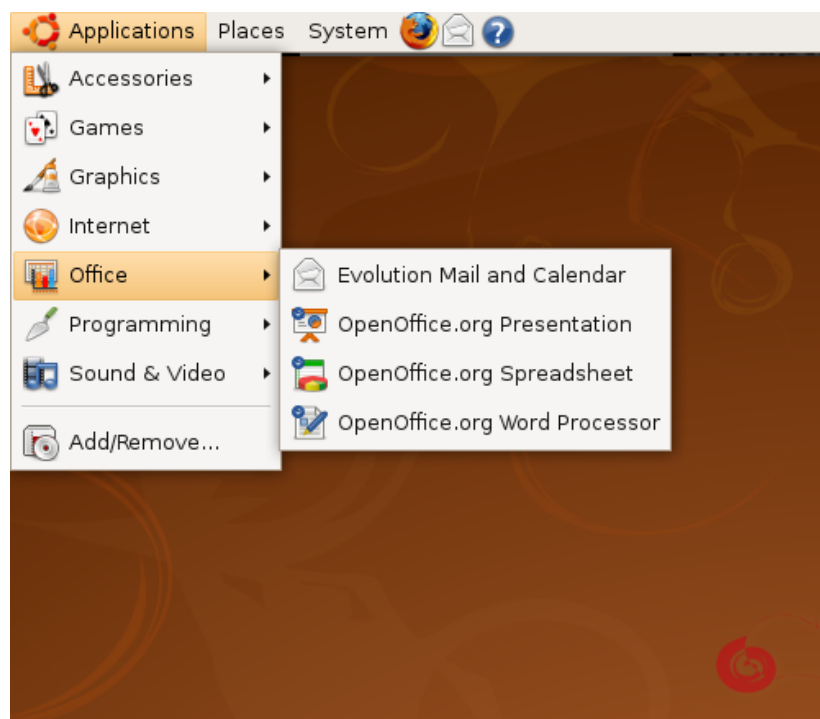 Applications Places System
Accessories
Games
Graphics
Internet
Office
Programming
Sound & Video
Add/Remove...
Evolution Mail and Calendar
OpenOffice.org Presentation
OpenOffice.org Spreadsheet
OpenOffice.org Word Processor